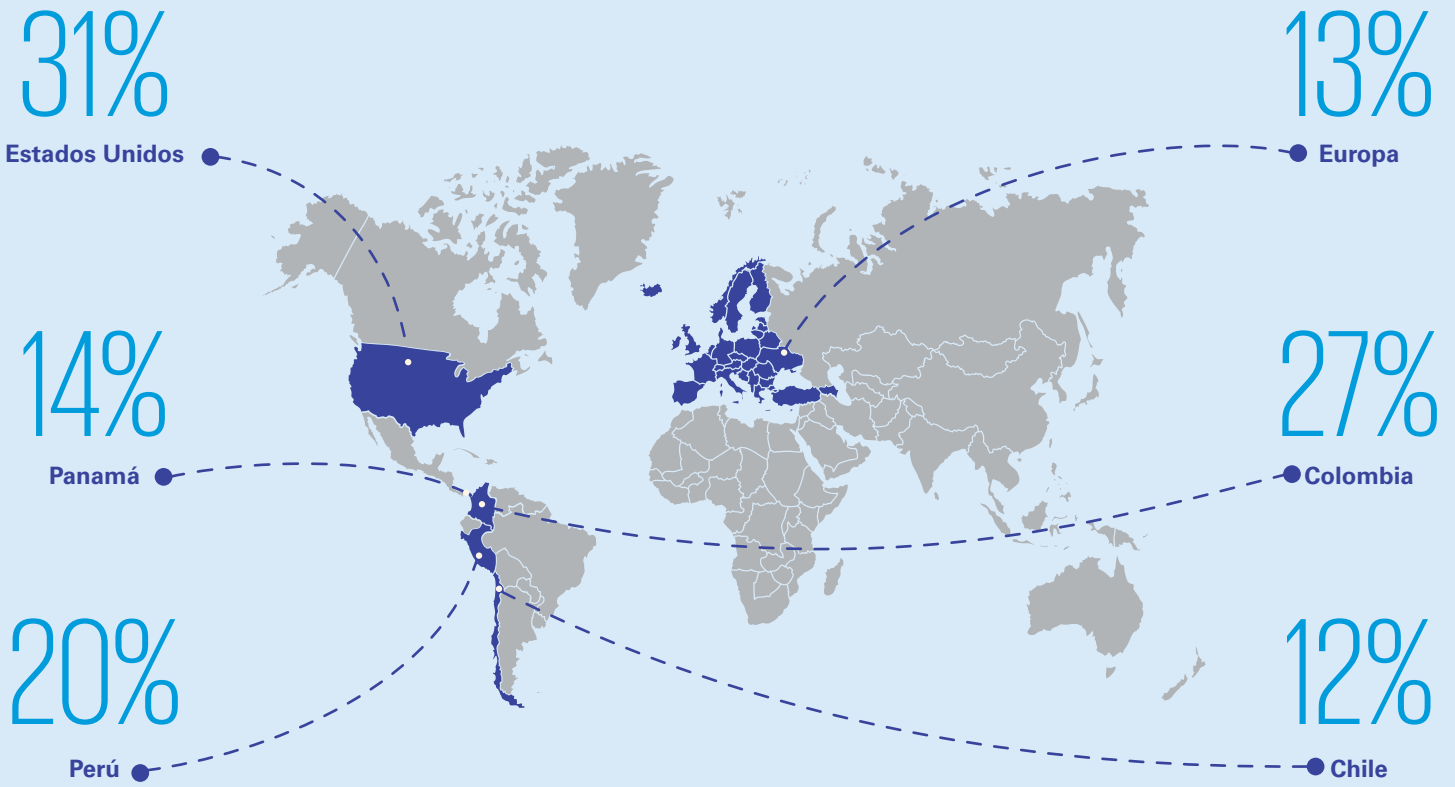 31%
Estados Unidos
13%
Europa
14%
Panamá
27%
Colombia
20%
Perú
12%
Chile